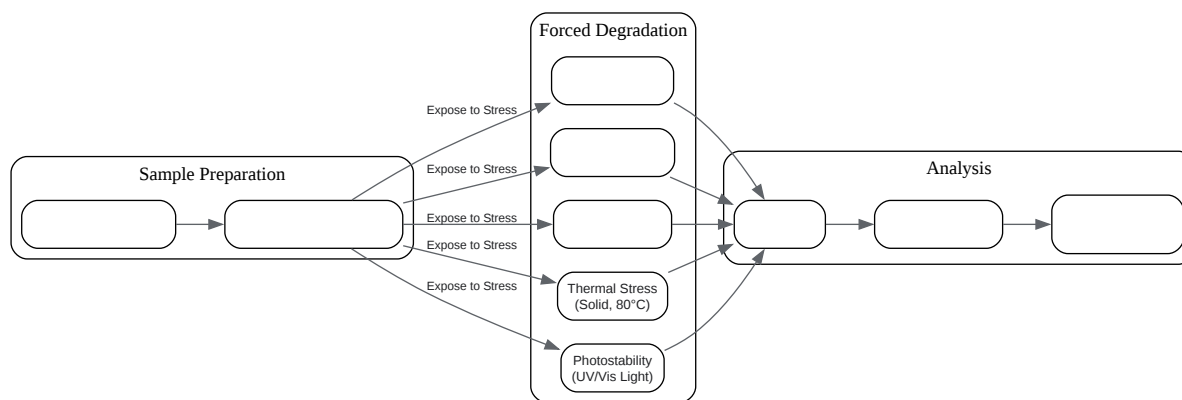 Forced Degradation
Expose to Stress
Sample Preparation
Expose to Stress
Analysis
Expose to Stress
Expose to Stress
Thermal Stress
(Solid, 80°C)
Expose to Stress
Photostability
(UV/Vis Light)